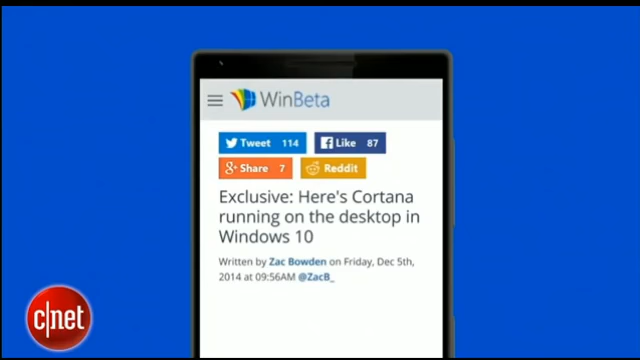 WinBeta
Tweet 114 Like 87
Share 7 Reddit
Exclusive: Here's Cortana
running on the desktop in
Windows 10
Written by Zac Bowden on Friday, Dec 5th,
2014 at 09:56AM @ZacB_
c|net